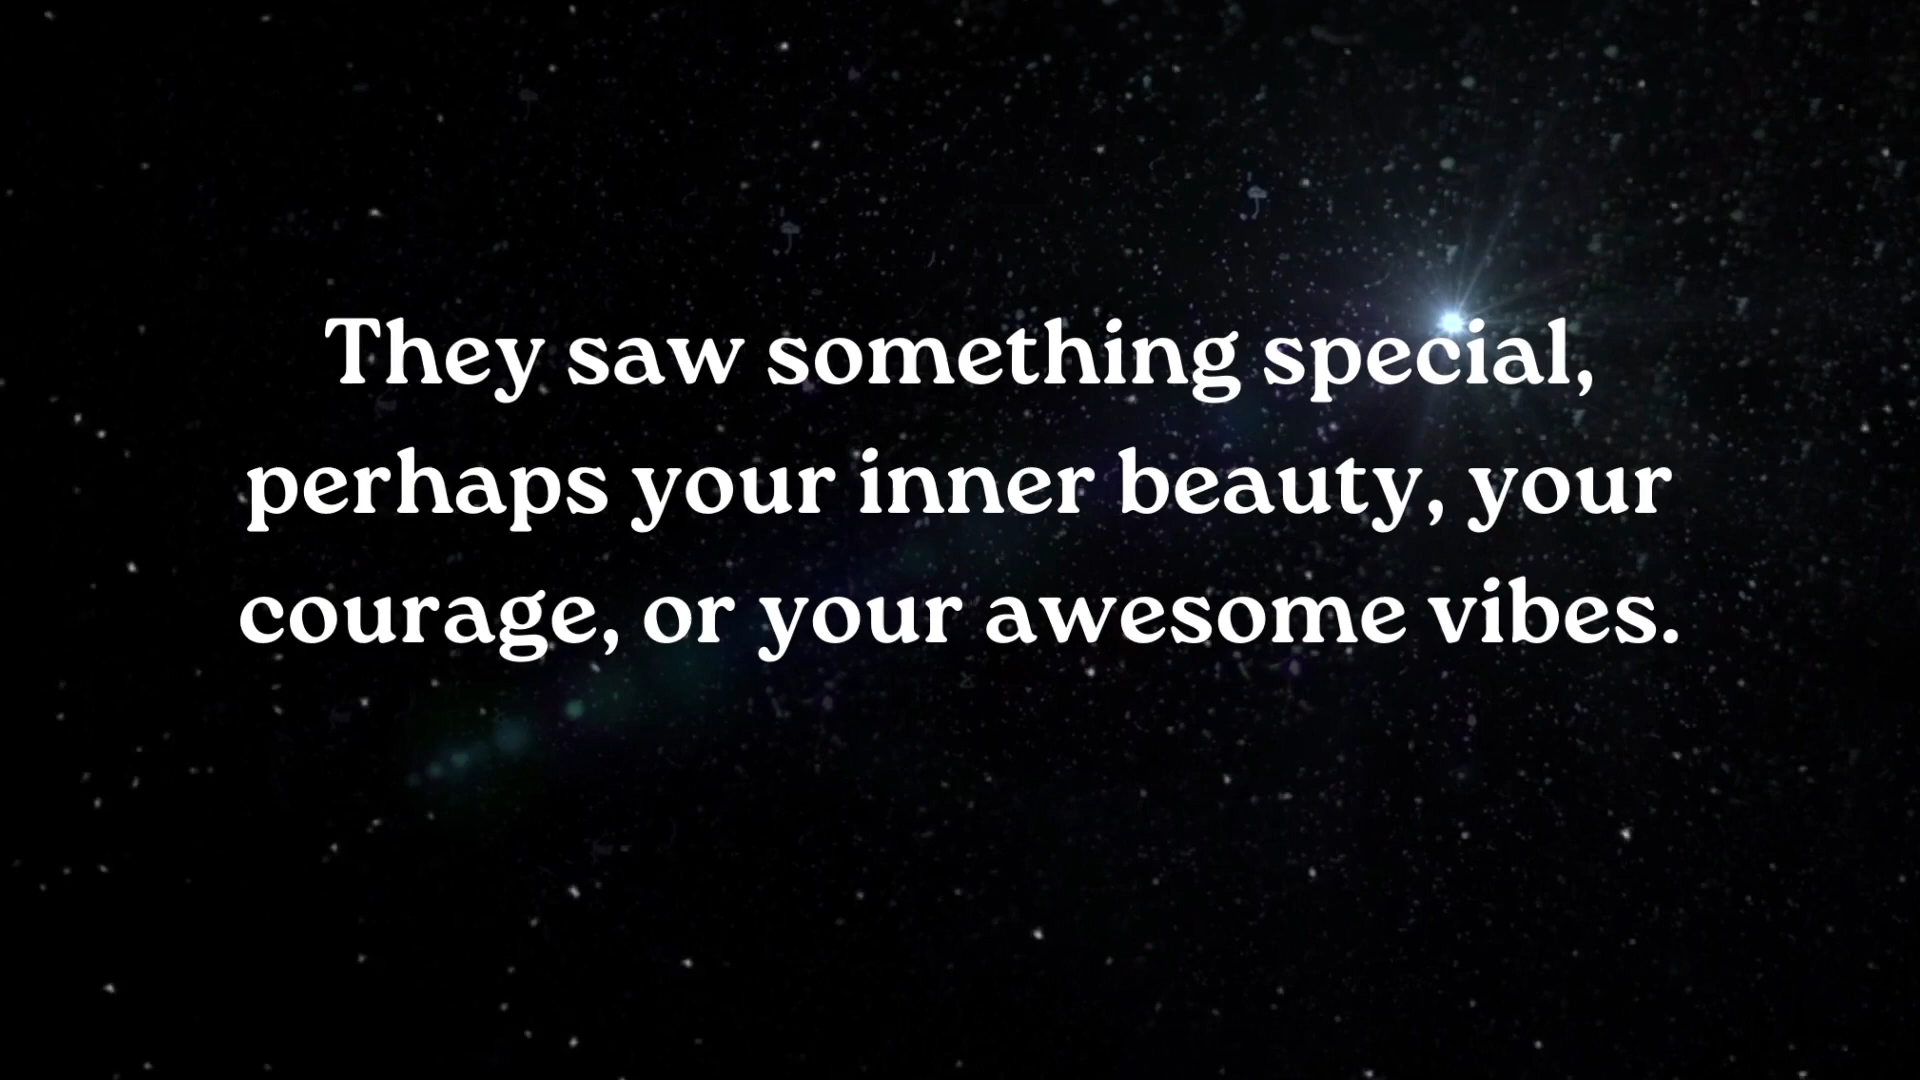 They saw something special,
perhaps your inner beauty, your
courage, or your awesome vibes.